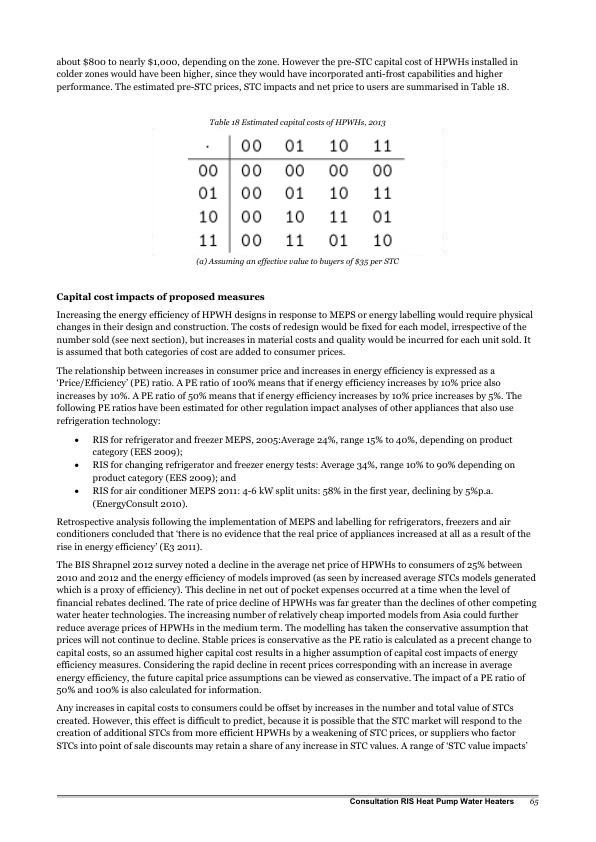 about $800 to nearly $1,000, depending on the zone. However the pre-STC capital cost of HPWHs installed in
colder zones would have been higher, since they would have incorporated anti-frost capabilities and higher
performance. The estimated pre-STC prices, STC impacts and net price to users are summarised in Table 18.
Table 18 Estimated capital costs of HPWHs, 2013
· 00 01 10 11
00 00 00 00 00
01 00 01 10 11
10 00 10 11 01
11 00 11 01 10
(a) Assuming an effective value to buyers of $35 per STC
Capital cost impacts of proposed measures
Increasing the energy efficiency of HPWH designs in response to MEPS or energy labelling would require physical
changes in their design and construction. The costs of redesign would be fixed for each model, irrespective of the
number sold (see next section), but increases in material costs and quality would be incurred for each unit sold. It
is assumed that both categories of cost are added to consumer prices.
The relationship between increases in consumer price and increases in energy efficiency is expressed as a
'Price/Efficiency' (PE) ratio. A PE ratio of 100% means that if energy efficiency increases by 10% price also
increases by 10%. A PE ratio of 50% means that if energy efficiency increases by 10% price increases by 5%. The
following PE ratios have been estimated for other regulation impact analyses of other appliances that also use
refrigeration technology:
• RIS for refrigerator and freezer MEPS, 2005:Average 24%, range 15% to 40%, depending on product
category (EES 2009);
• RIS for changing refrigerator and freezer energy tests: Average 34%, range 10% to 90% depending on
product category (EES 2009); and
• RIS for air conditioner MEPS 2011: 4-6 kW split units: 58% in the first year, declining by 5%p.a.
(EnergyConsult 2010).
Retrospective analysis following the implementation of MEPS and labelling for refrigerators, freezers and air
conditioners concluded that 'there is no evidence that the real price of appliances increased at all as a result of the
rise in energy efficiency' (E3 2011).
The BIS Shrapnel 2012 survey noted a decline in the average net price of HPWHs to consumers of 25% between
2010 and 2012 and the energy efficiency of models improved (as seen by increased average STCs models generated
which is a proxy of efficiency). This decline in net out of pocket expenses occurred at a time when the level of
financial rebates declined. The rate of price decline of HPWHs was far greater than the declines of other competing
water heater technologies. The increasing number of relatively cheap imported models from Asia could further
reduce average prices of HPWHs in the medium term. The modelling has taken the conservative assumption that
prices will not continue to decline. Stable prices is conservative as the PE ratio is calculated as a precent change to
capital costs, so an assumed higher capital cost results in a higher assumption of capital cost impacts of energy
efficiency measures. Considering the rapid decline in recent prices corresponding with an increase in average
energy efficiency, the future capital price assumptions can be viewed as conservative. The impact of a PE ratio of
50% and 100% is also calculated for information.
Any increases in capital costs to consumers could be offset by increases in the number and total value of STCs
created. However, this effect is difficult to predict, because it is possible that the STC market will respond to the
creation of additional STCs from more efficient HPWHs by a weakening of STC prices, or suppliers who factor
STCs into point of sale discounts may retain a share of any increase in STC values. A range of 'STC value impacts'
Consultation RIS Heat Pump Water Heaters 65